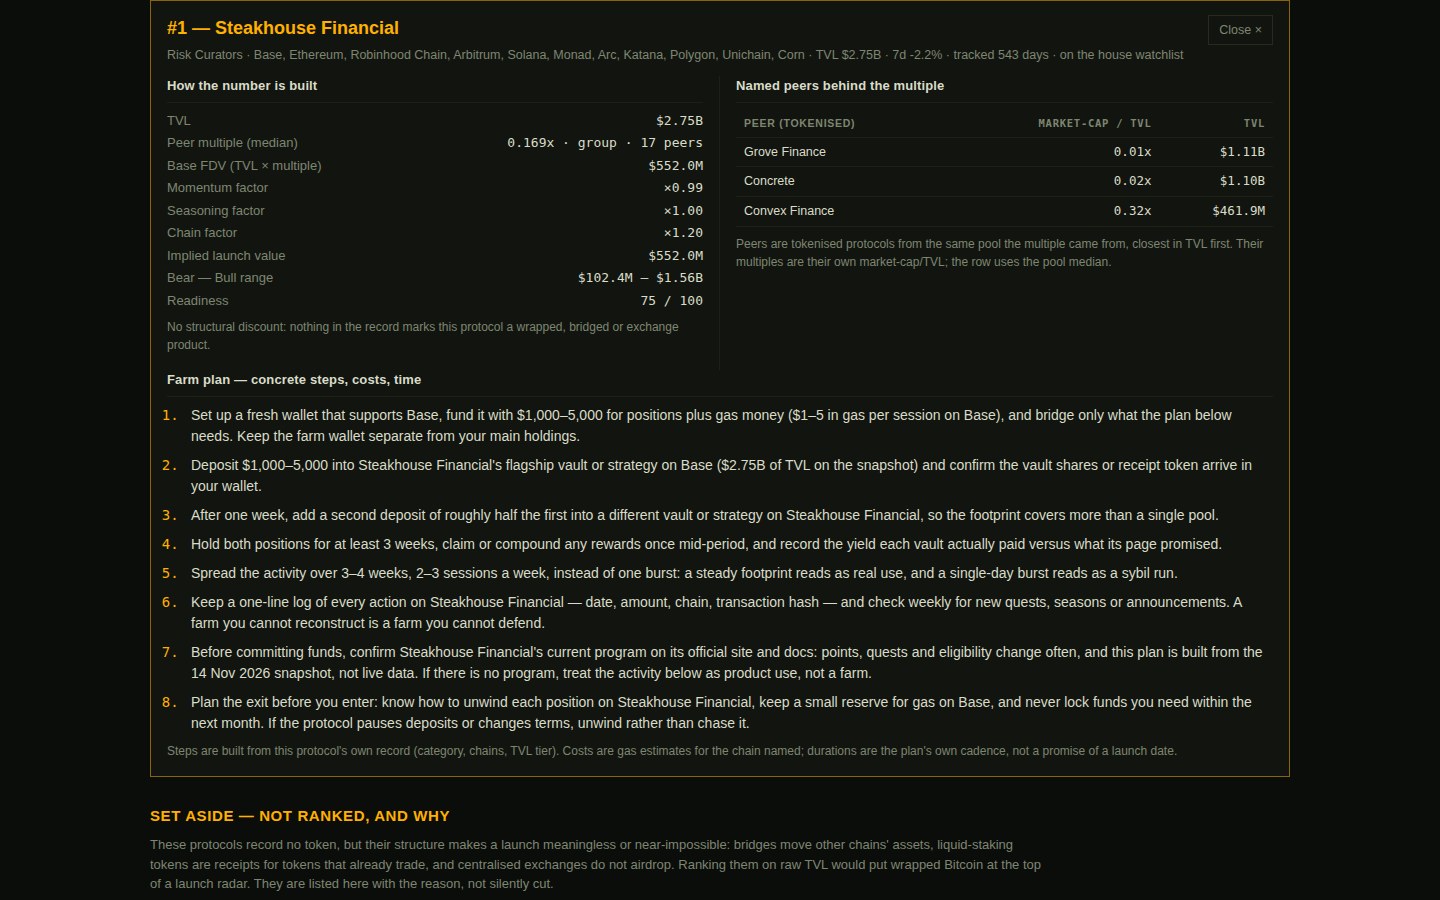 #1 — Steakhouse Financial
Close ×
Risk Curators · Base, Ethereum, Robinhood Chain, Arbitrum, Solana, Monad, Arc, Katana, Polygon, Unichain, Corn · TVL $2.75B · 7d -2.2% · tracked 543 days · on the house watchlist
How the number is built
TVL $2.75B
Peer multiple (median) 0.169x · group · 17 peers
Base FDV (TVL × multiple) $552.0M
Momentum factor ×0.99
Seasoning factor ×1.00
Chain factor ×1.20
Implied launch value $552.0M
Bear — Bull range $102.4M — $1.56B
Readiness 75 / 100
No structural discount: nothing in the record marks this protocol a wrapped, bridged or exchange
product.
Named peers behind the multiple
PEER (TOKENISED) MARKET-CAP / TVL TVL
Grove Finance 0.01x $1.11B
Concrete 0.02x $1.10B
Convex Finance 0.32x $461.9M
Peers are tokenised protocols from the same pool the multiple came from, closest in TVL first. Their
multiples are their own market-cap/TVL; the row uses the pool median.
Farm plan — concrete steps, costs, time
1. Set up a fresh wallet that supports Base, fund it with $1,000–5,000 for positions plus gas money ($1–5 in gas per session on Base), and bridge only what the plan below
needs. Keep the farm wallet separate from your main holdings.
2. Deposit $1,000–5,000 into Steakhouse Financial's flagship vault or strategy on Base ($2.75B of TVL on the snapshot) and confirm the vault shares or receipt token arrive in
your wallet.
3. After one week, add a second deposit of roughly half the first into a different vault or strategy on Steakhouse Financial, so the footprint covers more than a single pool.
4. Hold both positions for at least 3 weeks, claim or compound any rewards once mid-period, and record the yield each vault actually paid versus what its page promised.
5. Spread the activity over 3–4 weeks, 2–3 sessions a week, instead of one burst: a steady footprint reads as real use, and a single-day burst reads as a sybil run.
6. Keep a one-line log of every action on Steakhouse Financial — date, amount, chain, transaction hash — and check weekly for new quests, seasons or announcements. A
farm you cannot reconstruct is a farm you cannot defend.
7. Before committing funds, confirm Steakhouse Financial's current program on its official site and docs: points, quests and eligibility change often, and this plan is built from the
14 Nov 2026 snapshot, not live data. If there is no program, treat the activity below as product use, not a farm.
8. Plan the exit before you enter: know how to unwind each position on Steakhouse Financial, keep a small reserve for gas on Base, and never lock funds you need within the
next month. If the protocol pauses deposits or changes terms, unwind rather than chase it.
Steps are built from this protocol's own record (category, chains, TVL tier). Costs are gas estimates for the chain named; durations are the plan's own cadence, not a promise of a launch date.
SET ASIDE — NOT RANKED, AND WHY
These protocols record no token, but their structure makes a launch meaningless or near-impossible: bridges move other chains' assets, liquid-staking
tokens are receipts for tokens that already trade, and centralised exchanges do not airdrop. Ranking them on raw TVL would put wrapped Bitcoin at the top
of a launch radar. They are listed here with the reason, not silently cut.